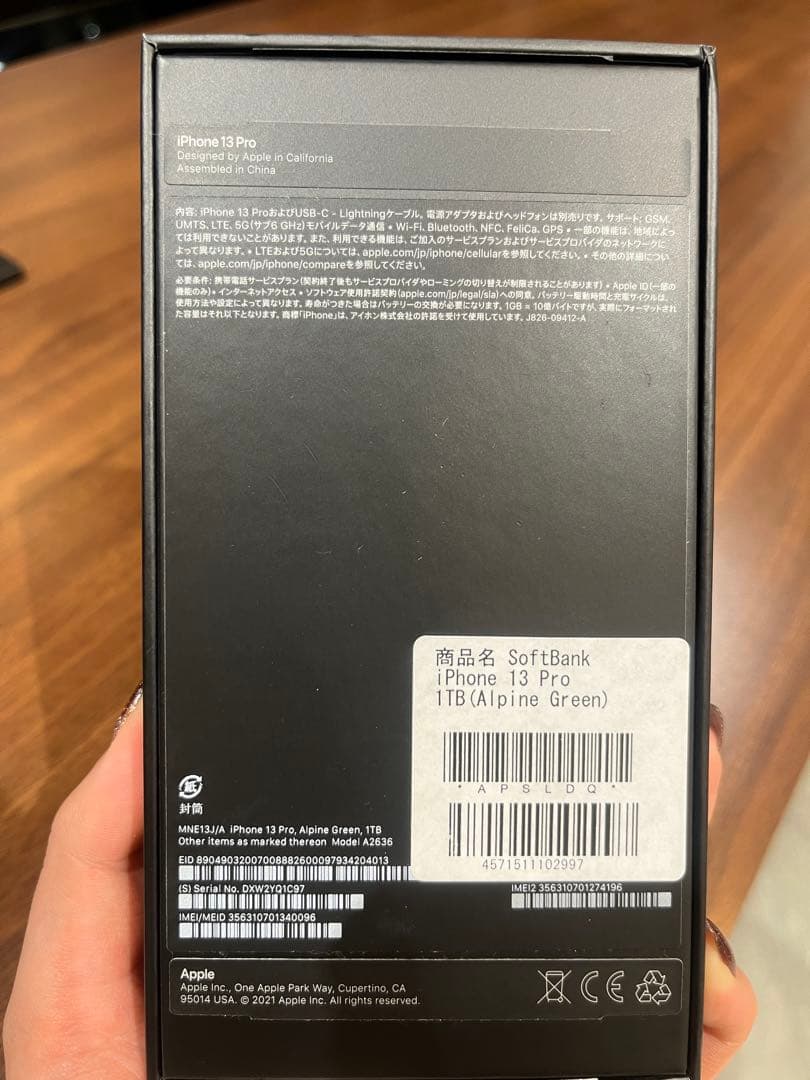 iPhone 13 Pro
Designed by Apple in California
Assembled in China
内容: iPhone 13 ProおよびUSB-C - Lightningケーブル。電源アダプタおよびヘッドフォンは別売りです。サポート: GSM,
UMTS, LTE, 5G(サブ6 GHz)モバイルデータ通信 • Wi-Fi, Bluetooth, NFC, FeliCa, GPS • 一部の機能は、地域によっ
ては利用できないことがあります。また、利用できる機能は、ご加入のサービスプランおよびサービスプロバイダのネットワークに
よって異なります。• LTEおよび5Gについては、apple.com/jp/iphone/cellularを参照してください。• その他の詳細につい
ては、apple.com/jp/iphone/compareを参照してください。
必要条件: 携帯電話サービスプラン(契約終了後もサービスプロバイダやローミングの切り替えが制限されることがあります) • Apple ID(一部の
機能のみ) • インターネットアクセス • ソフトウェア使用許諾契約(apple.com/jp/legal/sla)への同意。バッテリー駆動時間と充電サイクルは、
使用方法や設定によって異なります。寿命がつきた場合はバッテリーの交換が必要になります。1GB = 10億バイトですが、実際にフォーマットされ
た容量はそれ以下となります。商標「iPhone」は、アイホン株式会社の許諾を受けて使用しています。J826-09412-A
商品名 SoftBank
iPhone 13 Pro
1TB(Alpine Green)
* A P S L D Q *
4571511102997
紙
封筒
MNE13J/A iPhone 13 Pro, Alpine Green, 1TB
Other items as marked thereon Model A2636
EID 89049032007008882600097934204013
(S) Serial No. DXW2YQ1C97
IMEI2 356310701274196
IMEI/MEID 356310701340096
Apple
Apple Inc., One Apple Park Way, Cupertino, CA
95014 USA. © 2021 Apple Inc. All rights reserved.
CE